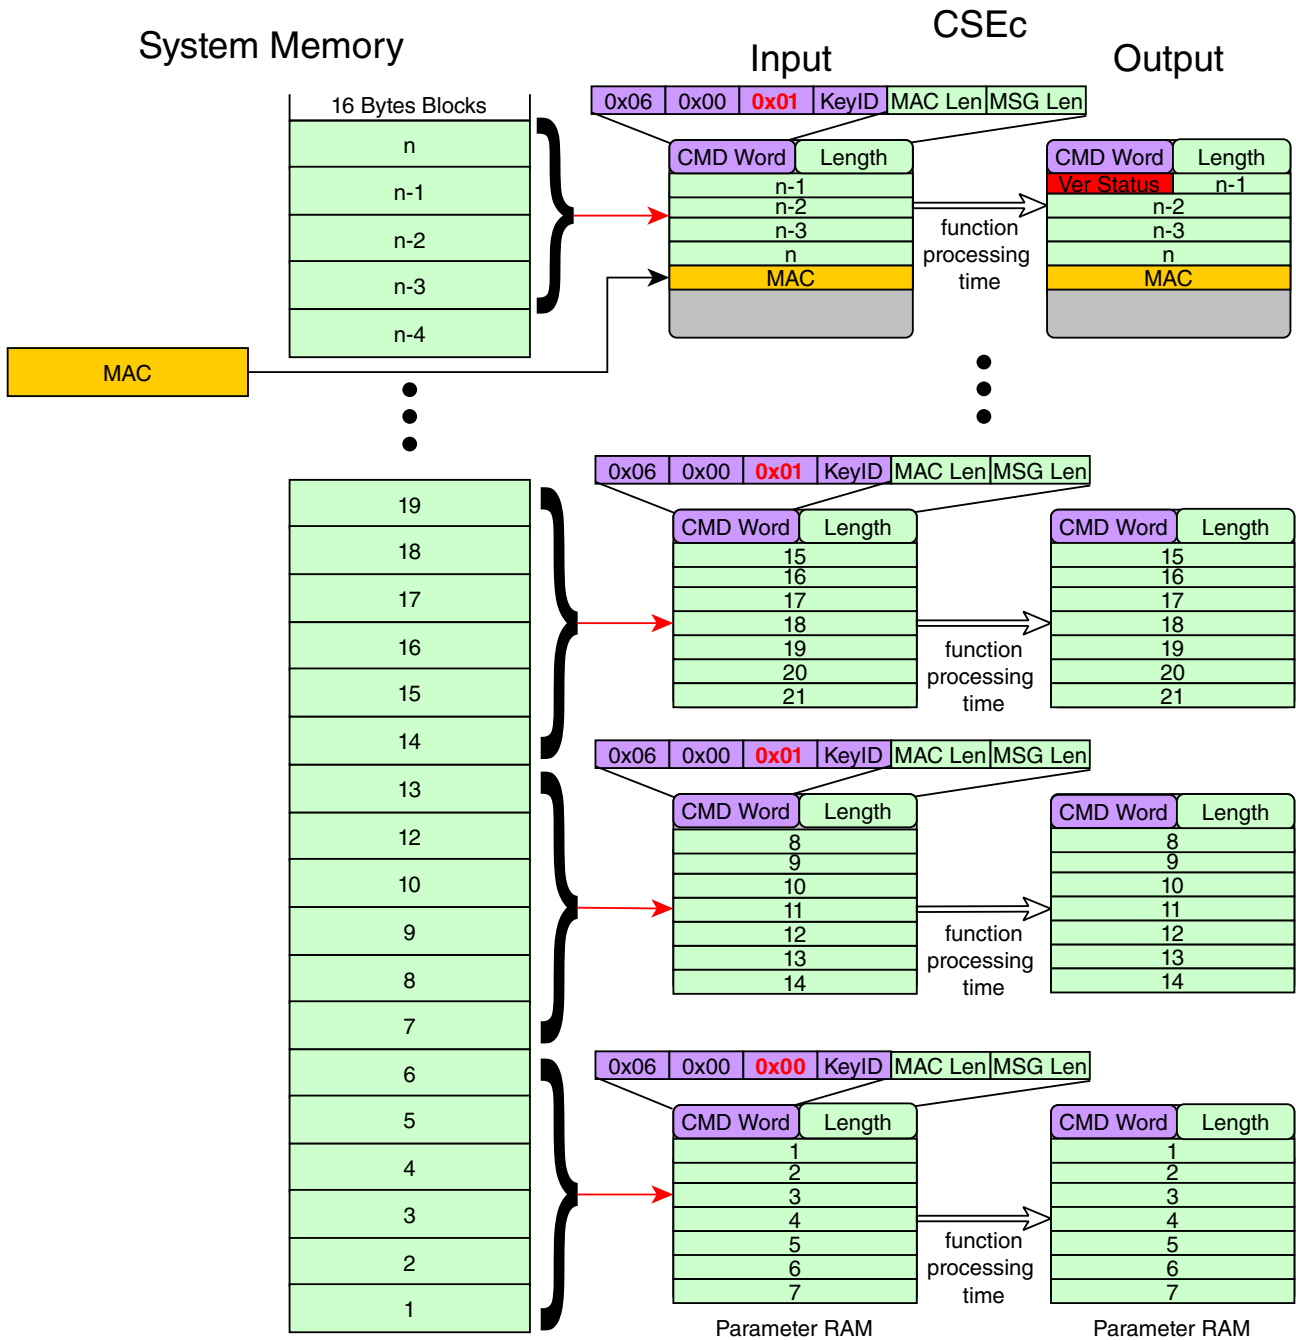 System Memory
CSEc
Input
Output
16 Bytes Blocks
n
n-1
n-2
n-3
n-4
MAC
0x06 0x00 0x01 KeyID MAC Len MSG Len
CMD Word Length
n-1
n-2
n-3
n
MAC
function
processing
time
CMD Word Length
Ver Status n-1
n-2
n-3
n
MAC
19
18
17
16
15
14
13
12
10
9
8
7
6
5
4
3
2
1
0x06 0x00 0x01 KeyID MAC Len MSG Len
CMD Word Length
15
16
17
18
19
20
21
function
processing
time
CMD Word Length
15
16
17
18
19
20
21
0x06 0x00 0x01 KeyID MAC Len MSG Len
CMD Word Length
8
9
10
11
12
13
14
function
processing
time
CMD Word Length
8
9
10
11
12
13
14
0x06 0x00 0x00 KeyID MAC Len MSG Len
CMD Word Length
1
2
3
4
5
6
7
function
processing
time
CMD Word Length
1
2
3
4
5
6
7
Parameter RAM
Parameter RAM